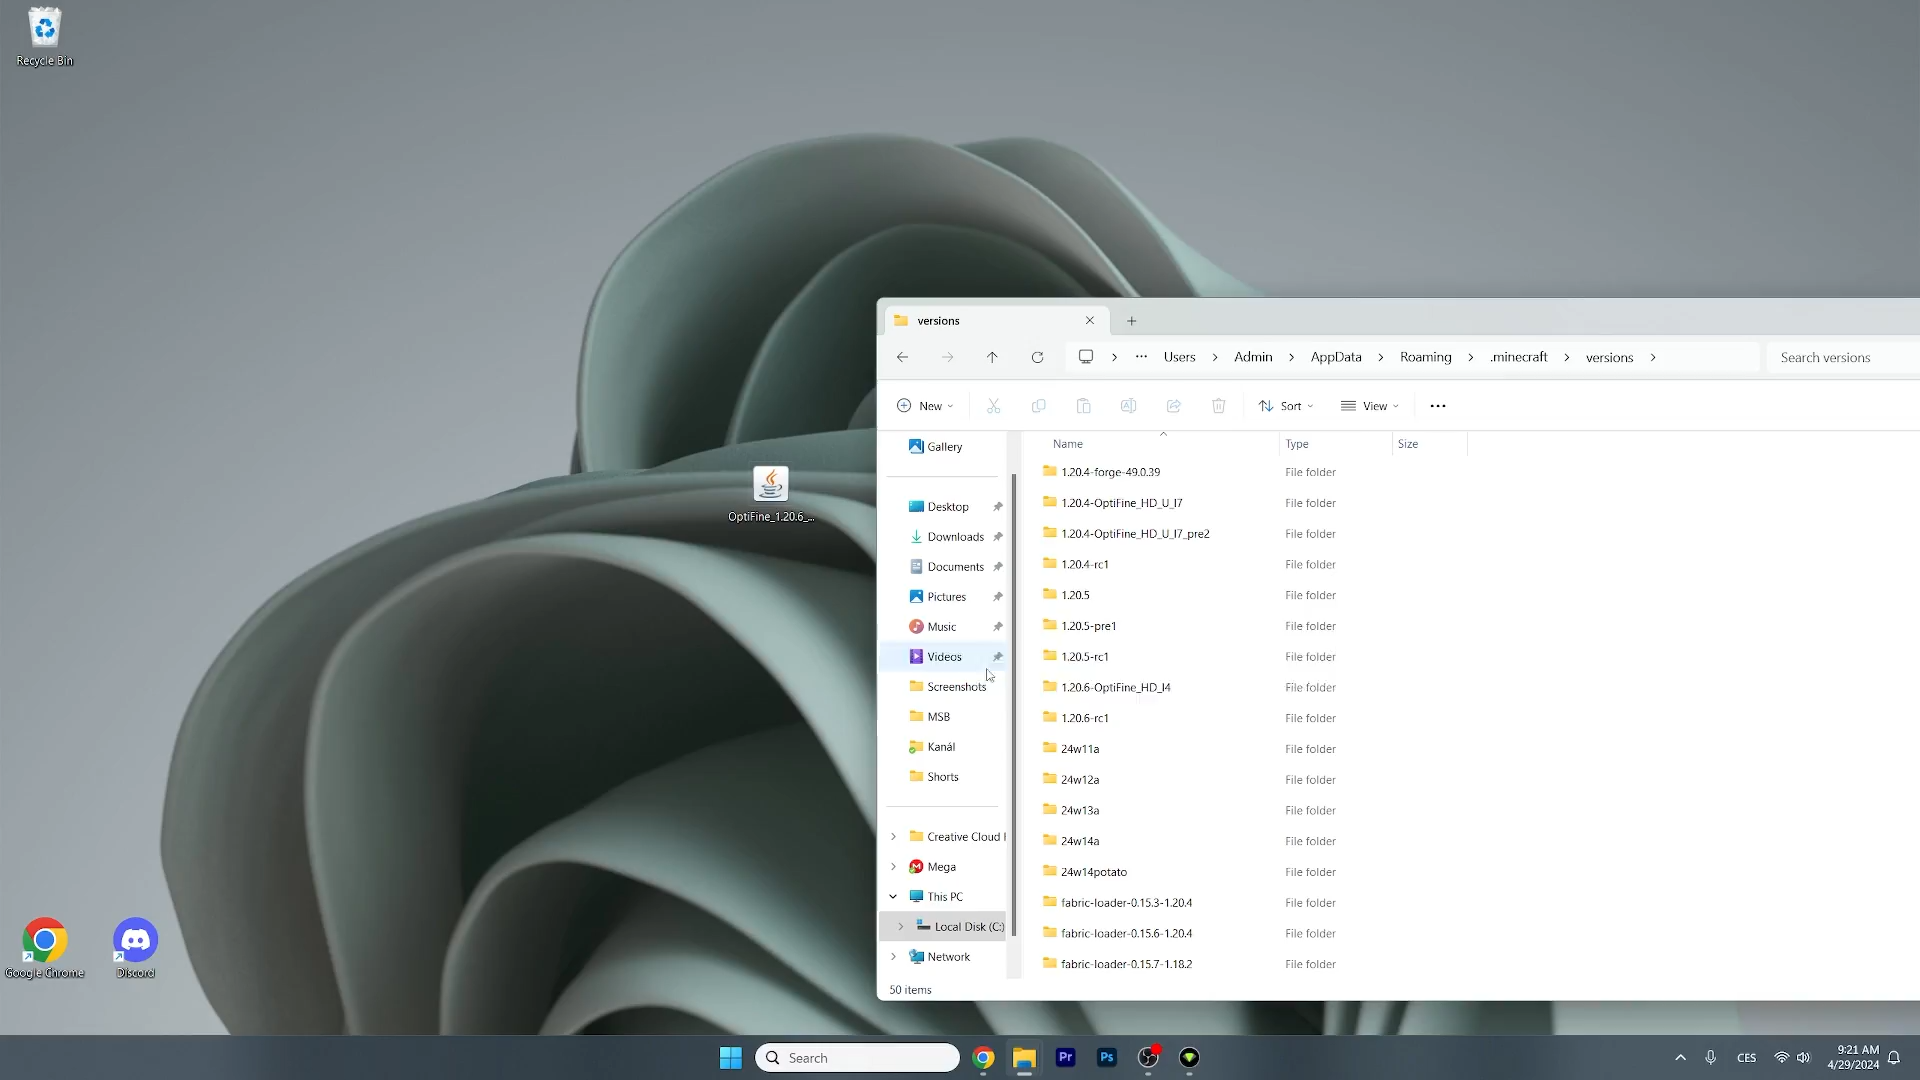 Recycle Bin
OptiFine_1.20.6_...
Google Chrome
Discord
versions
Users
Admin
AppData
Roaming
.minecraft
versions
Search versions
New
Sort
View
Gallery
Desktop
Downloads
Documents
Pictures
Music
Videos
Screenshots
MSB
Kanál
Shorts
Creative Cloud
Mega
This PC
Local Disk (C:)
Network
Name Type Size
1.20.4-forge-49.0.39 File folder
1.20.4-OptiFine_HD_U_I7 File folder
1.20.4-OptiFine_HD_U_I7_pre2 File folder
1.20.4-rc1 File folder
1.20.5 File folder
1.20.5-pre1 File folder
1.20.5-rc1 File folder
1.20.6-OptiFine_HD_I4 File folder
1.20.6-rc1 File folder
24w11a File folder
24w12a File folder
24w13a File folder
24w14a File folder
24w14potato File folder
fabric-loader-0.15.3-1.20.4 File folder
fabric-loader-0.15.6-1.20.4 File folder
fabric-loader-0.15.7-1.18.2 File folder
50 items
Search
Pr
Ps
CES
9:21 AM
4/29/2024